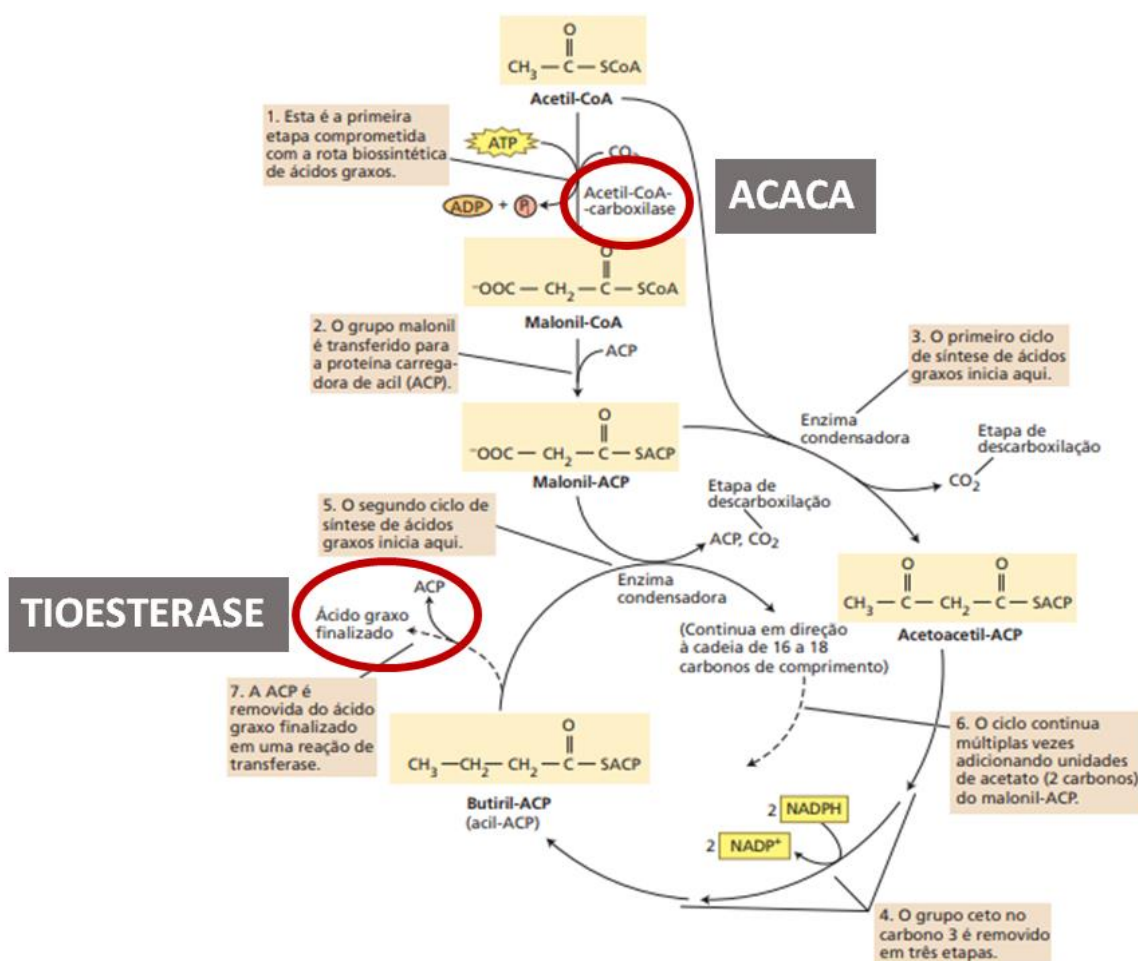 O
CH₃ — C — SCoA
Acetil-CoA
1. Esta é a primeira
etapa comprometida
com a rota biossintética
de ácidos graxos.
ATP
CO₂
ADP + Pi
Acetil-CoA-
-carboxilase
ACACA
O
⁻OOC — CH₂ — C — SCoA
Malonil-CoA
2. O grupo malonil
é transferido para
a proteína carrega-
dora de acil (ACP).
ACP
3. O primeiro ciclo
de síntese de ácidos
graxos inicia aqui.
Enzima
condensadora
Etapa de
descarboxilação
CO₂
O
⁻OOC — CH₂ — C — SACP
Malonil-ACP
5. O segundo ciclo de
síntese de ácidos
graxos inicia aqui.
Etapa de
descarboxilação
ACP, CO₂
Enzima
condensadora
TIOESTERASE
ACP
Ácido graxo
finalizado
(Continua em direção
à cadeia de 16 a 18
carbonos de comprimento)
O O
CH₃ — C — CH₂ — C — SACP
Acetoacetil-ACP
7. A ACP é
removida do ácido
graxo finalizado
em uma reação de
transferase.
O
CH₃ — CH₂ — CH₂ — C — SACP
Butiril-ACP
(acil-ACP)
6. O ciclo continua
múltiplas vezes
adicionando unidades
de acetato (2 carbonos)
do malonil-ACP.
2 NADPH
2 NADP⁺
4. O grupo ceto no
carbono 3 é removido
em três etapas.